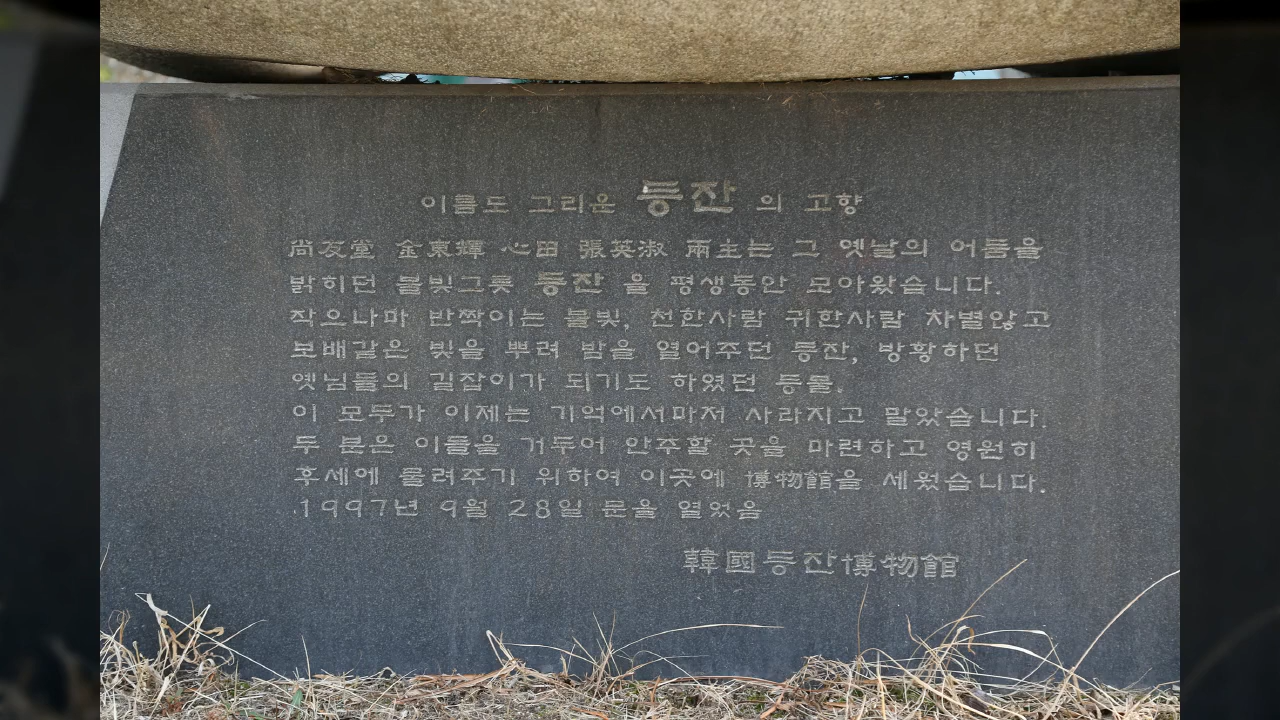 이름도 그리운 등잔 의 고향
尙友堂 金東輝 心田 張英淑 兩主는 그 옛날의 어둠을
밝히던 불빛그릇 등잔 을 평생동안 모아왔습니다.
작으나마 반짝이는 불빛, 천한사람 귀한사람 차별않고
보배같은 빛을 뿌려 밤을 열어주던 등잔, 방황하던
옛님들의 길잡이가 되기도 하였던 등불.
이 모두가 이제는 기억에서마저 사라지고 말았습니다.
두 분은 이들을 거두어 안주할 곳을 마련하고 영원히
후세에 물려주기 위하여 이곳에 博物館을 세웠습니다.
1997년 9월 28일 문을 열었음
韓國등잔博物館